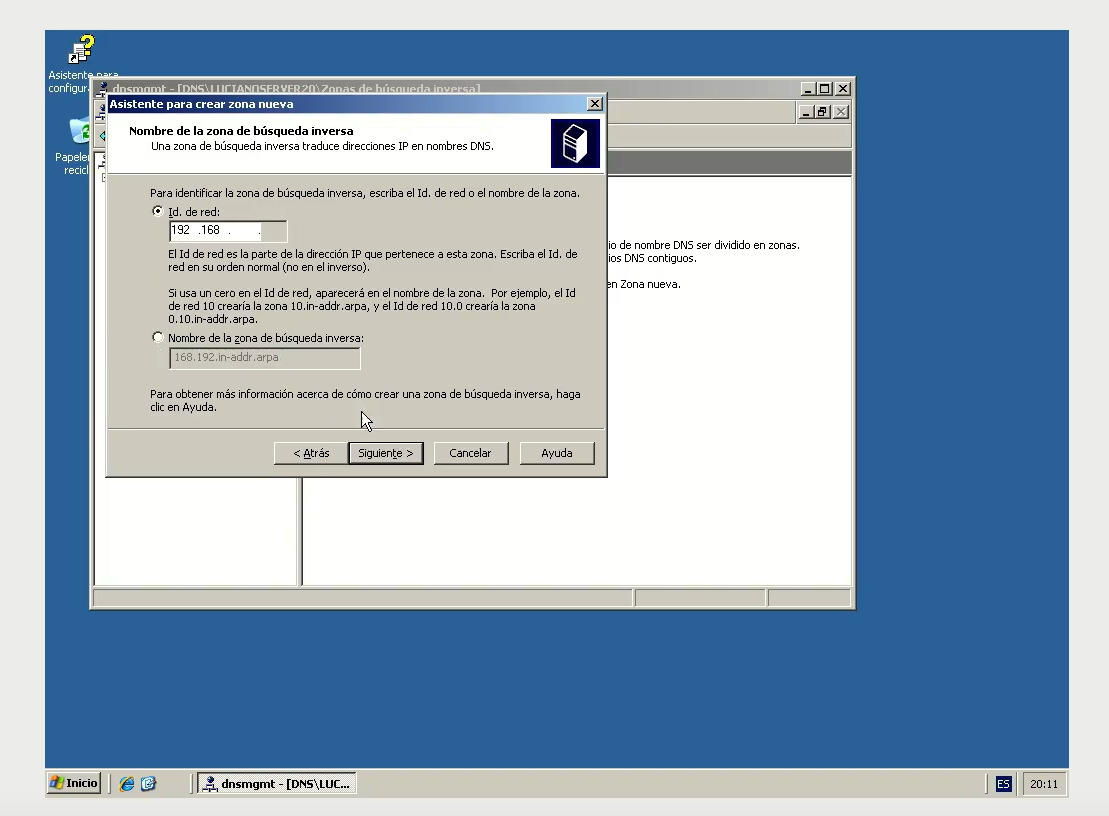 Asistente para
configura
Papeler
recicl
dnsmgmt - [DNS\LUCIANOSERVER20\Zonas de búsqueda inversa]
Asistente para crear zona nueva
Nombre de la zona de búsqueda inversa
Una zona de búsqueda inversa traduce direcciones IP en nombres DNS.
Para identificar la zona de búsqueda inversa, escriba el Id. de red o el nombre de la zona.
Id. de red:
192 .168 . .
El Id de red es la parte de la dirección IP que pertenece a esta zona. Escriba el Id. de
red en su orden normal (no en el inverso).
Si usa un cero en el Id de red, aparecerá en el nombre de la zona. Por ejemplo, el Id
de red 10 crearía la zona 10.in-addr.arpa, y el Id de red 10.0 crearía la zona
0.10.in-addr.arpa.
Nombre de la zona de búsqueda inversa:
168.192.in-addr.arpa
Para obtener más información acerca de cómo crear una zona de búsqueda inversa, haga
clic en Ayuda.
< Atrás
Siguiente >
Cancelar
Ayuda
io de nombre DNS ser dividido en zonas.
ios DNS contiguos.
en Zona nueva.
Inicio
dnsmgmt - [DNS\LUC...
ES
20:11